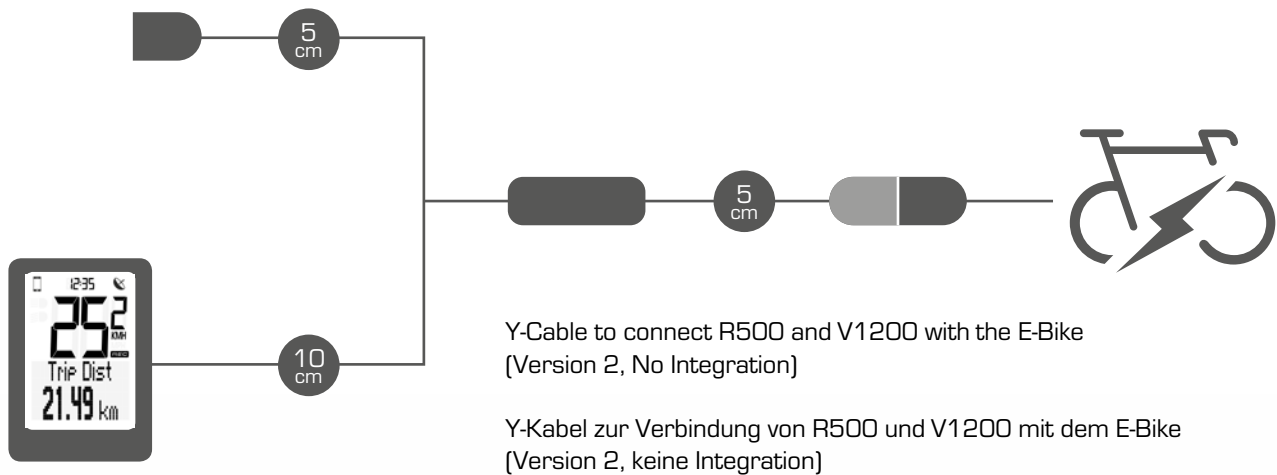 5
cm
5
cm
12:35
25.2
KMH
Trip Dist
21.49 km
10
cm
Y-Cable to connect R500 and V1200 with the E-Bike
(Version 2, No Integration)
Y-Kabel zur Verbindung von R500 und V1200 mit dem E-Bike
(Version 2, keine Integration)